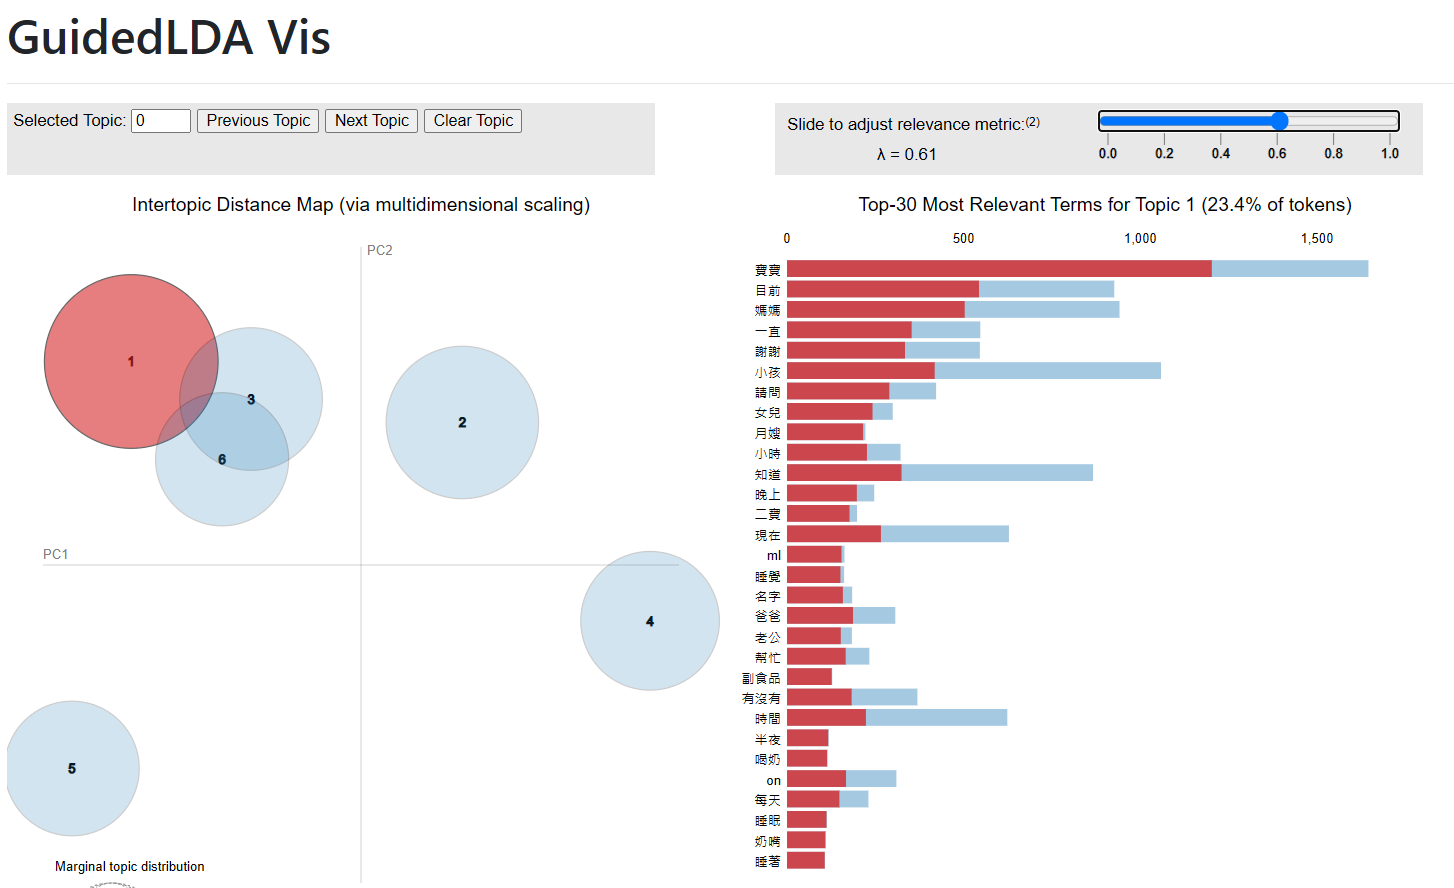 GuidedLDA Vis
Selected Topic: 0 Previous Topic Next Topic Clear Topic
Slide to adjust relevance metric:(2)
λ = 0.61
0.0 0.2 0.4 0.6 0.8 1.0
Intertopic Distance Map (via multidimensional scaling)
PC2
1
3
2
6
PC1
4
5
Marginal topic distribution
Top-30 Most Relevant Terms for Topic 1 (23.4% of tokens)
0 500 1,000 1,500
寶寶
目前
媽媽
一直
謝謝
小孩
請問
女兒
月嫂
小時
知道
晚上
二寶
現在
ml
睡覺
名字
爸爸
老公
幫忙
副食品
有沒有
時間
半夜
喝奶
on
每天
睡眠
奶嘴
睡著